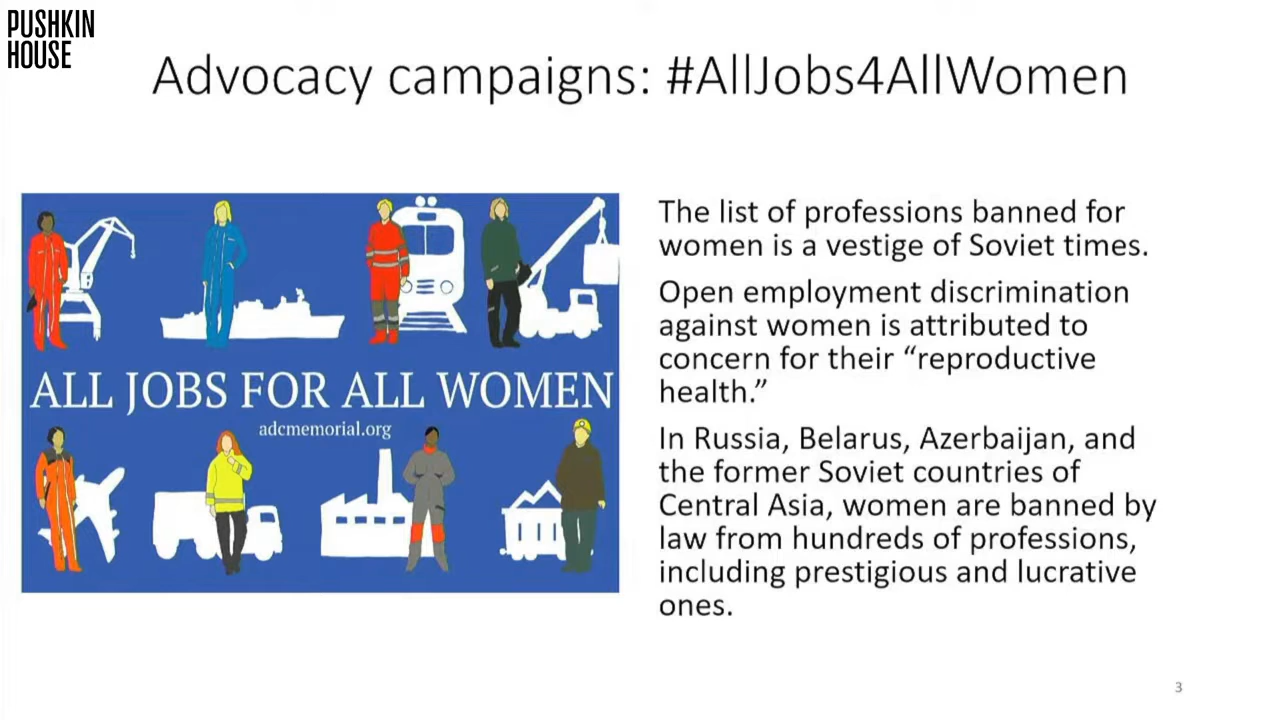 PUSHKIN
HOUSE
Advocacy campaigns: #AllJobs4AllWomen
ALL JOBS FOR ALL WOMEN
adcmemorial.org
The list of professions banned for
women is a vestige of Soviet times.
Open employment discrimination
against women is attributed to
concern for their “reproductive
health.”
In Russia, Belarus, Azerbaijan, and
the former Soviet countries of
Central Asia, women are banned by
law from hundreds of professions,
including prestigious and lucrative
ones.
3